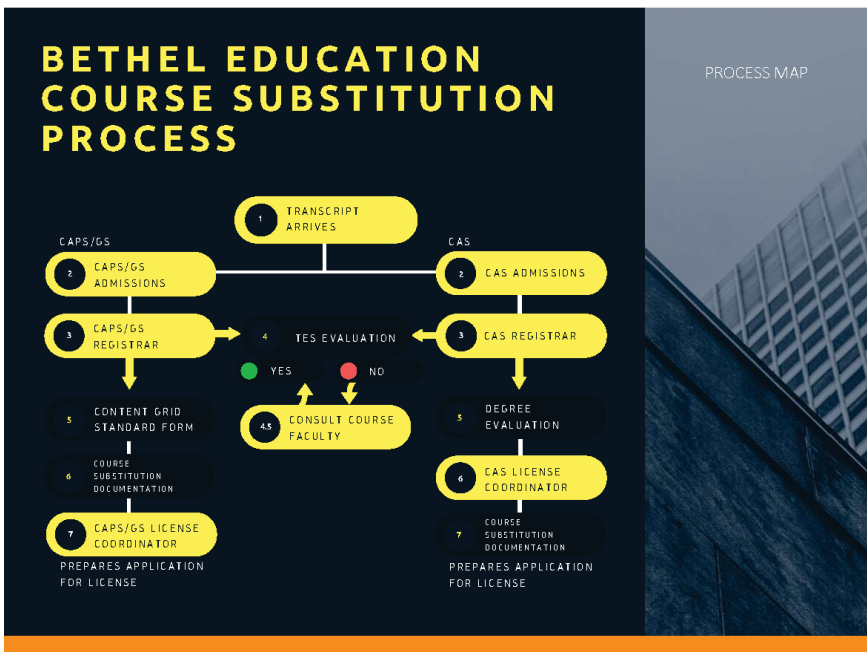 BETHEL EDUCATION
COURSE SUBSTITUTION
PROCESS
PROCESS MAP
1
TRANSCRIPT
ARRIVES
CAPS/GS
CAS
2
CAPS/GS
ADMISSIONS
2
CAS ADMISSIONS
3
CAPS/GS
REGISTRAR
4
TES EVALUATION
3
CAS REGISTRAR
YES
NO
5
CONTENT GRID
STANDARD FORM
4.5
CONSULT COURSE
FACULTY
5
DEGREE
EVALUATION
6
COURSE
SUBSTITUTION
DOCUMENTATION
6
CAS LICENSE
COORDINATOR
7
CAPS/GS LICENSE
COORDINATOR
7
COURSE
SUBSTITUTION
DOCUMENTATION
PREPARES APPLICATION
FOR LICENSE
PREPARES APPLICATION
FOR LICENSE